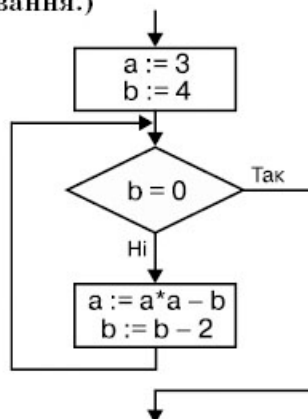 вання.)
a := 3
b := 4
b = 0
Так
Ні
a := a*a – b
b := b – 2